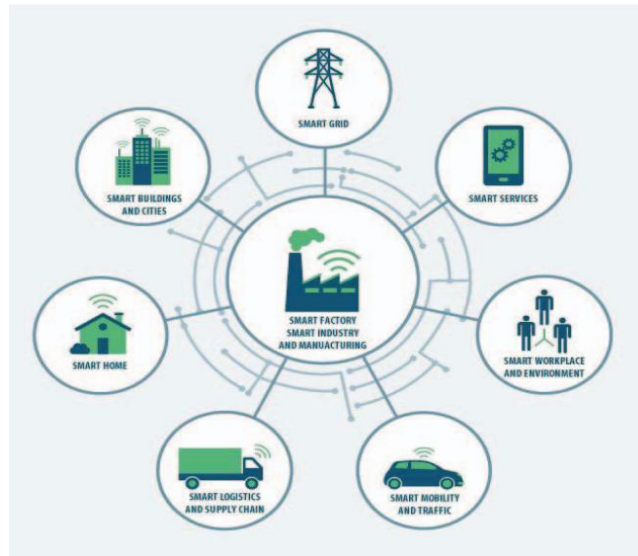 SMART GRID
SMART BUILDINGS
AND CITIES
SMART SERVICES
SMART FACTORY
SMART INDUSTRY
AND MANUACTURING
SMART HOME
SMART WORKPLACE
AND ENVIRONMENT
SMART LOGISTICS
AND SUPPLY CHAIN
SMART MOBILITY
AND TRAFFIC